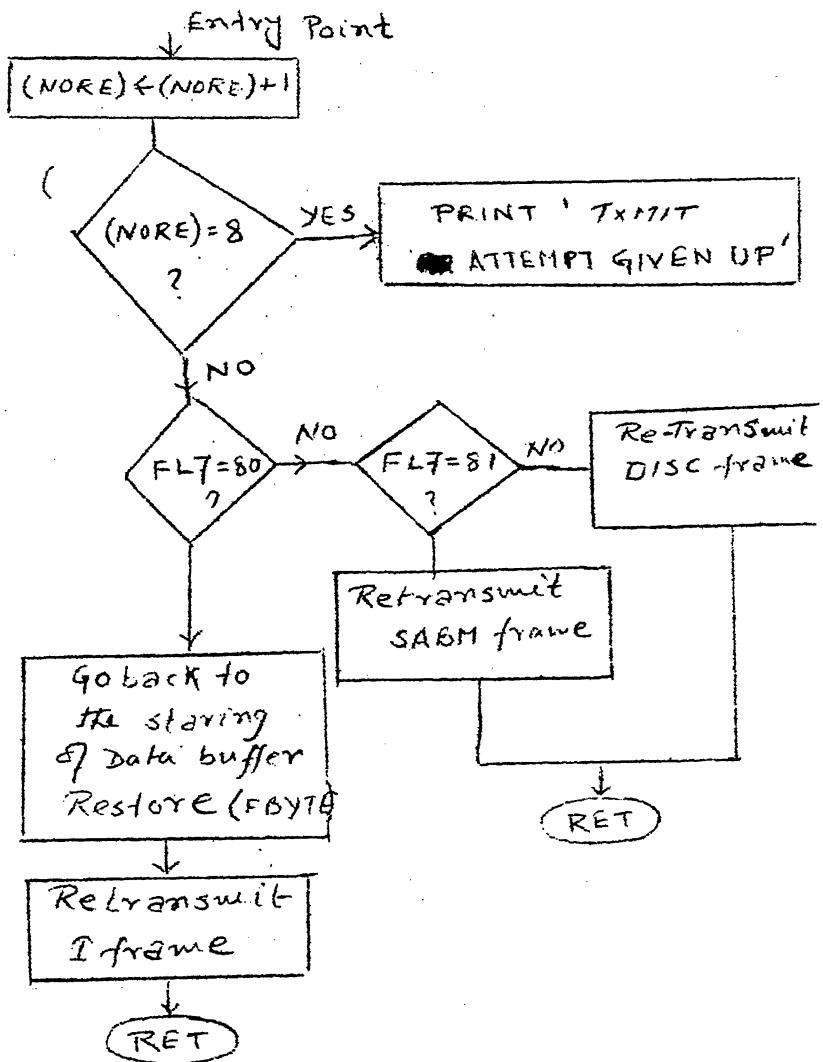 Entry Point
(NORE)←(NORE)+1
(
(NORE)=8
?
YES
PRINT ' TxMIT
ATTEMPT GIVEN UP'
NO
FL7=80
?
NO
FL7=81
?
NO
Re-Transmit
DISC frame
Retransmit
SABM frame
Go back to
the staring
of Data buffer
Restore (FBYTE
Retransmit
I frame
RET
RET